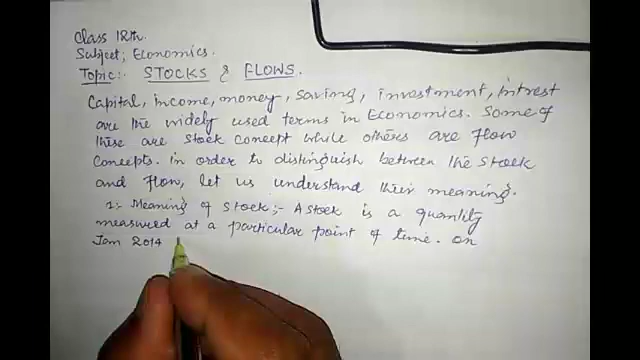 Class 12th.
Subject; Economics.
Topic:- STOCKS & FLOWS.
Capital, income, money, saving, investment, intrest
are the widely used terms in Economics. Some of
these are stock concept while others are flow
concepts. in order to distinguish between the stock
and flow, let us understand their meaning.
1:- Meaning of stock;- A stock is a quantity
measured at a particular point of time. on
Jan 2014